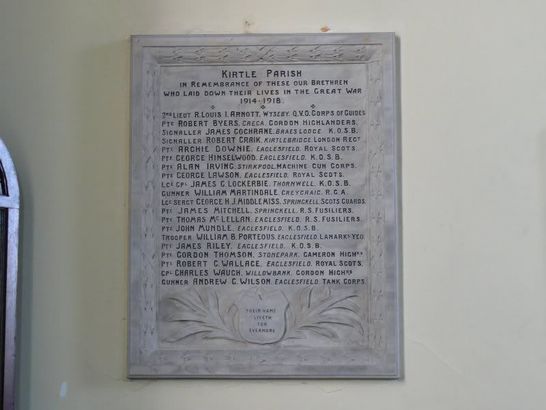 KIRTLE PARISH
IN REMEMBRANCE OF THESE OUR BRETHREN
WHO LAID DOWN THEIR LIVES IN THE GREAT WAR
1914-1918.
2ND LIEUT R. LOUIS I. ARNOTT, WYSEBY. Q.V.O. CORPS OF GUIDES
PTE ROBERT BYERS, CRECA. GORDON HIGHLANDERS.
SIGNALLER JAMES COCHRANE, BRAES LODGE. K.O.S.B.
SIGNALLER ROBERT CRAIK, KIRTLEBRIDGE. LONDON REGT
PTE ARCHIE DOWNIE, EAGLESFIELD. ROYAL SCOTS.
PTE GEORGE HINSELWOOD, EAGLESFIELD. K.O.S.B.
PTE ALAN IRVING, STIRKPOOL. MACHINE GUN CORPS.
PTE GEORGE LAWSON, EAGLESFIELD. ROYAL SCOTS.
LCE CPL JAMES G. LOCKERBIE, THORNYWELL. K.O.S.B.
GUNNER WILLIAM MARTINDALE, CREYCRAIG. R.G.A.
LCE SERGT GEORGE H.J. MIDDLEMISS, SPRINGKELL. SCOTS GUARDS.
PTE JAMES MITCHELL, SPRINGKELL. R.S. FUSILIERS.
PTE THOMAS MCLELLAN, EAGLESFIELD. R.S. FUSILIERS.
PTE JOHN MUNDLE, EAGLESFIELD. K.O.S.B.
TROOPER WILLIAM B. PORTEOUS, EAGLESFIELD. LANARKS. YEO.
PTE JAMES RILEY, EAGLESFIELD. K.O.S.B.
PTE GORDON THOMSON, STONEPARK. CAMERON HIGHRS
PTE ROBERT C. WALLACE, EAGLESFIELD. ROYAL SCOTS.
CPL CHARLES WAUGH, WILLOWBANK. GORDON HIGHRS
GUNNER ANDREW C. WILSON, EAGLESFIELD. TANK CORPS.
THEIR NAME
LIVETH
FOR
EVERMORE